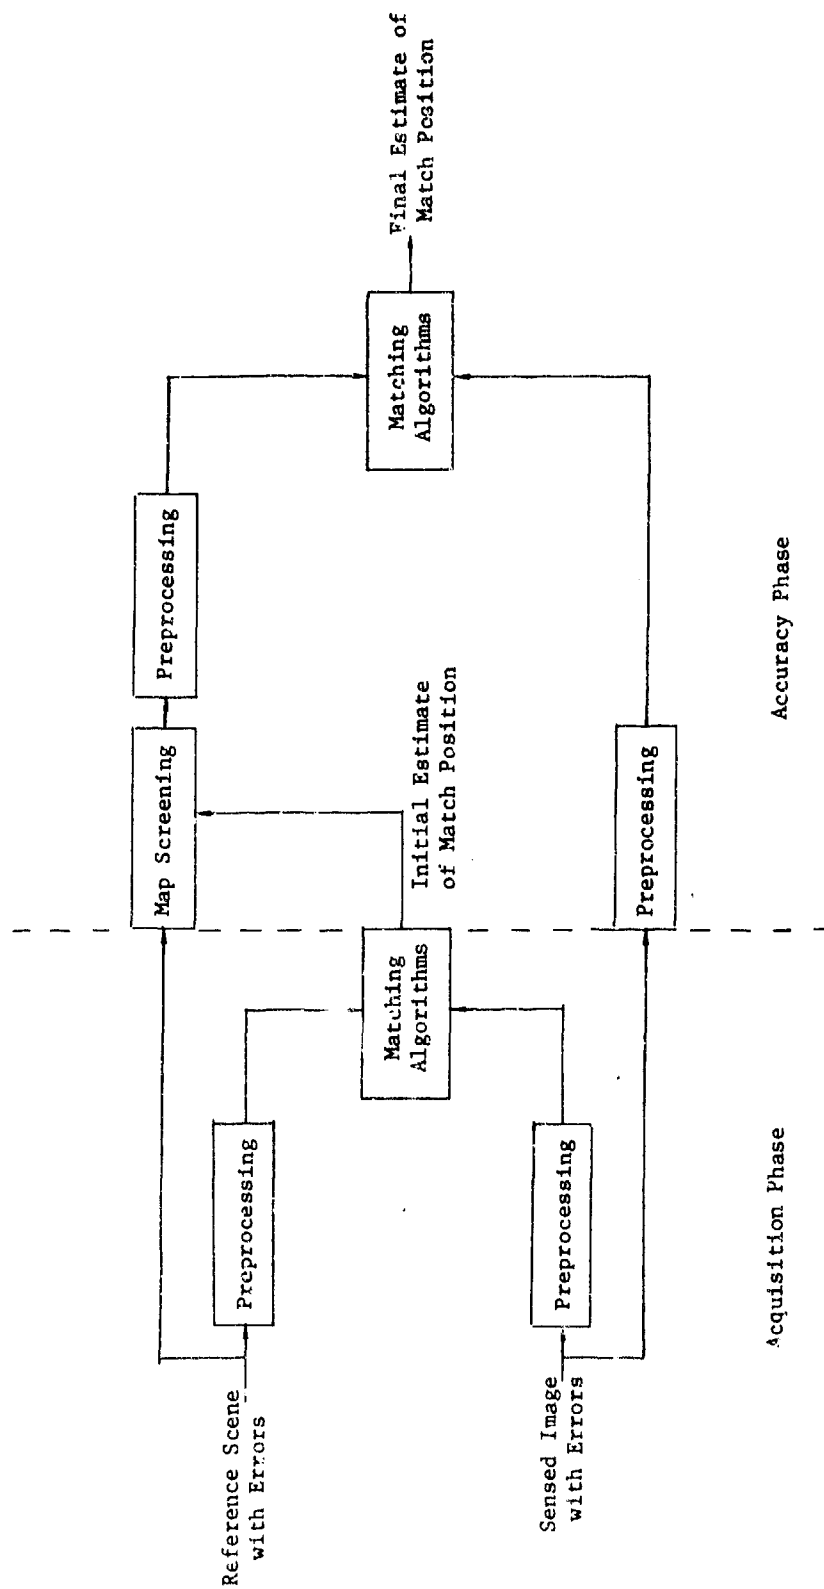 Reference Scene
with Errors
Sensed Image
with Errors
Preprocessing
Preprocessing
Matching
Algorithms
Initial Estimate
of Match Position
Map Screening
Preprocessing
Preprocessing
Matching
Algorithms
Final Estimate of
Match Position
Acquisition Phase
Accuracy Phase